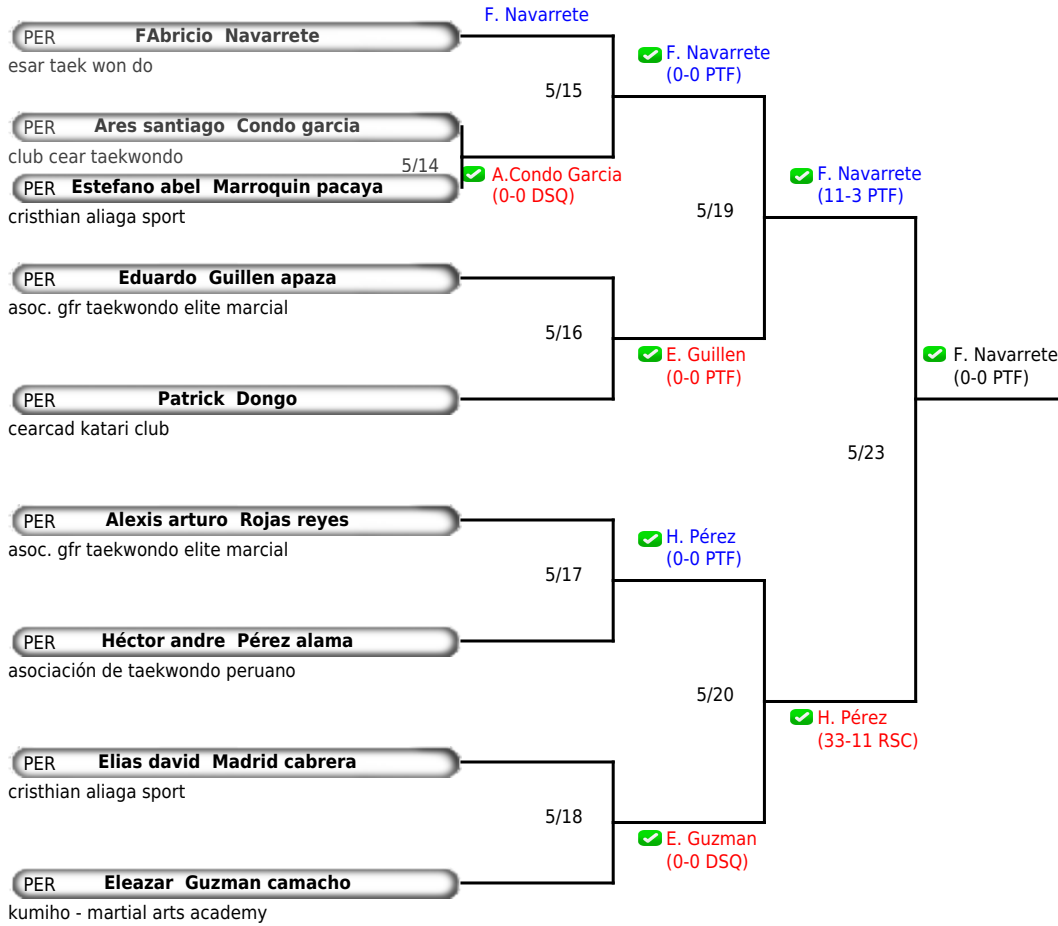 F. Navarrete
PER FAbricio Navarrete
esar taek won do
F. Navarrete
(0-0 PTF)
5/15
PER Ares santiago Condo garcia
club cear taekwondo
5/14
A.Condo Garcia
(0-0 DSQ)
PER Estefano abel Marroquin pacaya
cristhian aliaga sport
F. Navarrete
(11-3 PTF)
5/19
PER Eduardo Guillen apaza
asoc. gfr taekwondo elite marcial
5/16
E. Guillen
(0-0 PTF)
F. Navarrete
(0-0 PTF)
PER Patrick Dongo
cearcad katari club
5/23
PER Alexis arturo Rojas reyes
asoc. gfr taekwondo elite marcial
H. Pérez
(0-0 PTF)
5/17
PER Héctor andre Pérez alama
asociación de taekwondo peruano
5/20
H. Pérez
(33-11 RSC)
PER Elias david Madrid cabrera
cristhian aliaga sport
5/18
E. Guzman
(0-0 DSQ)
PER Eleazar Guzman camacho
kumiho - martial arts academy